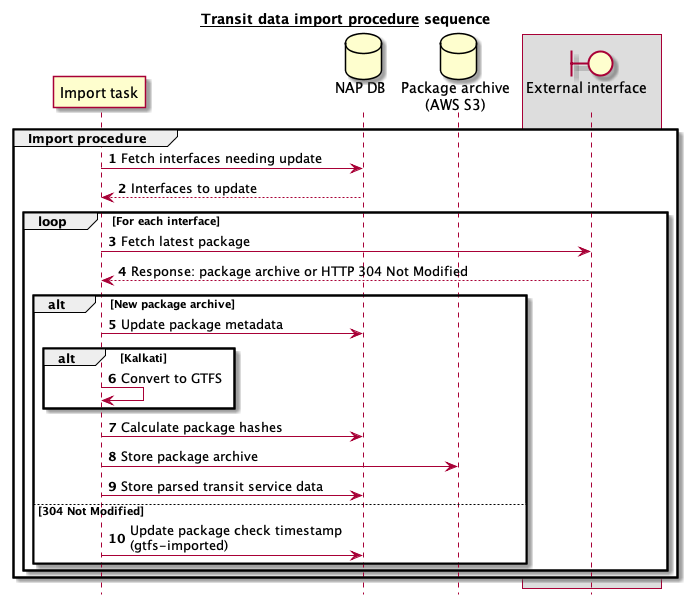 Transit data import procedure sequence
Import task
NAP DB
Package archive
(AWS S3)
External interface
Import procedure
1 Fetch interfaces needing update
2 Interfaces to update
loop [For each interface]
3 Fetch latest package
4 Response: package archive or HTTP 304 Not Modified
alt [New package archive]
5 Update package metadata
alt [Kalkati]
6 Convert to GTFS
7 Calculate package hashes
8 Store package archive
9 Store parsed transit service data
[304 Not Modified]
10 Update package check timestamp
(gtfs-imported)